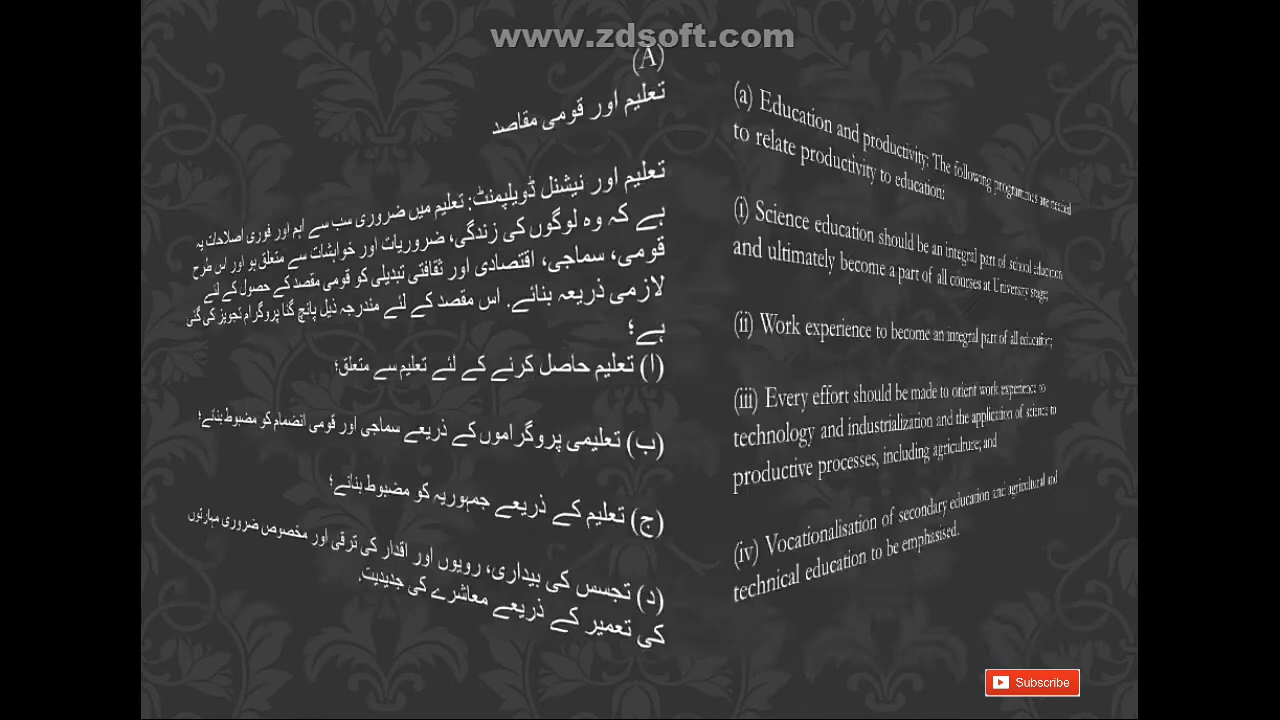 www.zdsoft.com
(A)
تعلیم اور قومی مقاصد
تعلیم اور نیشنل ڈویلپمنٹ: تعلیم میں ضروری سب سے اہم اور فوری اصلاحات یہ
ہے کہ وہ لوگوں کی زندگی، ضروریات اور خواہشات سے متعلق ہو اور اس طرح
قومی، سماجی، اقتصادی اور ثقافتی تبدیلی کو قومی مقصد کے حصول کے لئے
لازمی ذریعہ بنائے. اس مقصد کے لئے مندرجہ ذیل پانچ گنا پروگرام تجویز کی گئی
ہے؛
(ا) تعلیم حاصل کرنے کے لئے تعلیم سے متعلق؛
(ب) تعلیمی پروگراموں کے ذریعے سماجی اور قومی انضمام کو مضبوط بنانے؛
(ج) تعلیم کے ذریعے جمہوریہ کو مضبوط بنانے؛
(د) تجسس کی بیداری، رویوں اور اقدار کی ترقی اور مخصوص ضروری مہارتوں
کی تعمیر کے ذریعے معاشرے کی جدیدیت.
(a) Education and productivity: The following programmes are needed
to relate productivity to education:
(i) Science education should be an integral part of school education
and ultimately become a part of all courses at University stage;
(ii) Work experience to become an integral part of all education;
(iii) Every effort should be made to orient work experience to
technology and industrialization and the application of science to
productive processes, including agriculture; and
(iv) Vocationalisation of secondary education and agricultural and
technical education to be emphasised.
Subscribe